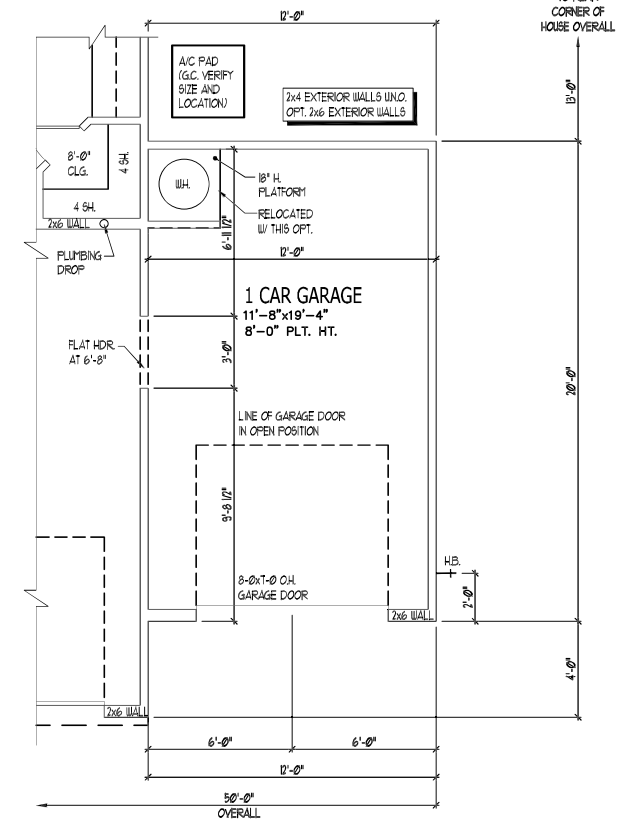 12'-0"
CORNER OF
HOUSE OVERALL
A/C PAD
(G.C. VERIFY
SIZE AND
LOCATION)
2x4 EXTERIOR WALLS U.N.O.
OPT. 2x6 EXTERIOR WALLS
13'-0"
8'-0"
CLG.
4 SH.
4 SH.
W.H.
18" H.
PLATFORM
RELOCATED
W/ THIS OPT.
2x6 WALL
PLUMBING
DROP
6'-11 1/2"
12'-0"
1 CAR GARAGE
11'-8"x19'-4"
8'-0" PLT. HT.
FLAT HDR.
AT 6'-8"
3'-0"
20'-0"
LINE OF GARAGE DOOR
IN OPEN POSITION
9'-8 1/2"
8-0x7-0 O.H.
GARAGE DOOR
H.B.
2'-0"
2x6 WALL
4'-0"
2x6 WALL
6'-0"
6'-0"
12'-0"
50'-0"
OVERALL